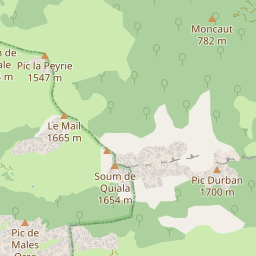 Moncaut
782 m
Pic la Peyrie
1547 m
Le Mail
1665 m
Soum de
Quiala
1654 m
Pic Durban
1700 m
Pic de
Males